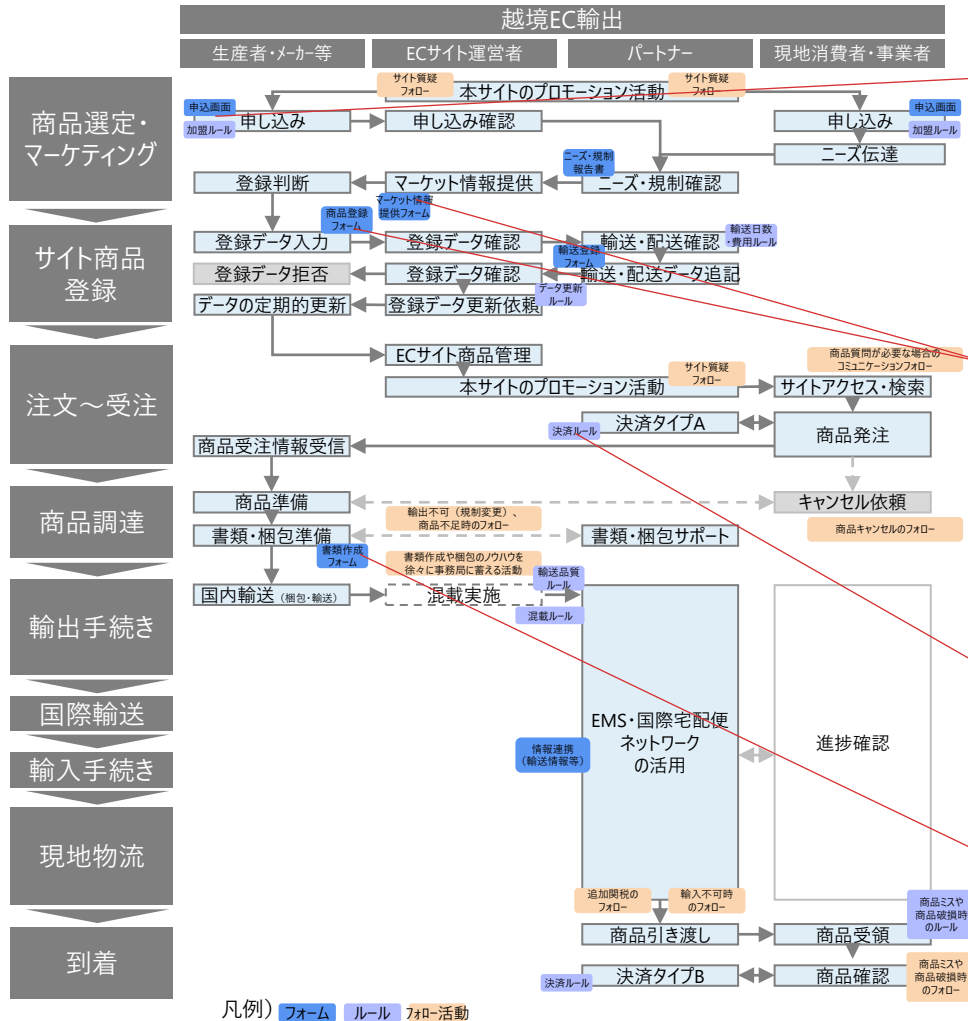 越境EC輸出
生産者・メーカー等
ECサイト運営者
パートナー
現地消費者・事業者
商品選定・
マーケティング
サイト質疑
フォロー
サイト質疑
フォロー
本サイトのプロモーション活動
申込画面
加盟ルール
申し込み
申し込み確認
申し込み
申込画面
加盟ルール
ニーズ伝達
ニーズ・規制
報告書
登録判断
マーケット情報提供
ニーズ・規制確認
マーケット情報
提供フォーム
サイト商品
登録
商品登録
フォーム
輸送日数
・費用ルール
登録データ入力
登録データ確認
輸送・配送確認
輸送登録
フォーム
登録データ拒否
登録データ確認
輸送・配送データ追記
データ更新
ルール
データの定期的更新
登録データ更新依頼
注文~受注
ECサイト商品管理
商品質問が必要な場合の
コミュニケーションフォロー
サイト質疑
フォロー
本サイトのプロモーション活動
サイトアクセス・検索
決済タイプA
決済ルール
商品発注
商品受注情報受信
商品調達
商品準備
キャンセル依頼
輸出不可(規制変更)、
商品不足時のフォロー
商品キャンセルのフォロー
書類・梱包準備
書類・梱包サポート
書類作成
フォーム
書類作成や梱包のノウハウを
徐々に事務局に蓄える活動
輸送品質
ルール
輸出手続き
国内輸送(梱包・輸送)
混載実施
混載ルール
国際輸送
EMS・国際宅配便
ネットワーク
の活用
進捗確認
情報連携
(輸送情報等)
輸入手続き
現地物流
追加関税の
フォロー
輸入不可時
のフォロー
商品ミスや
商品破損時
のルール
到着
商品引き渡し
商品受領
決済ルール
決済タイプB
商品確認
商品ミスや
商品破損時
のフォロー
凡例) フォーム ルール フォロー活動